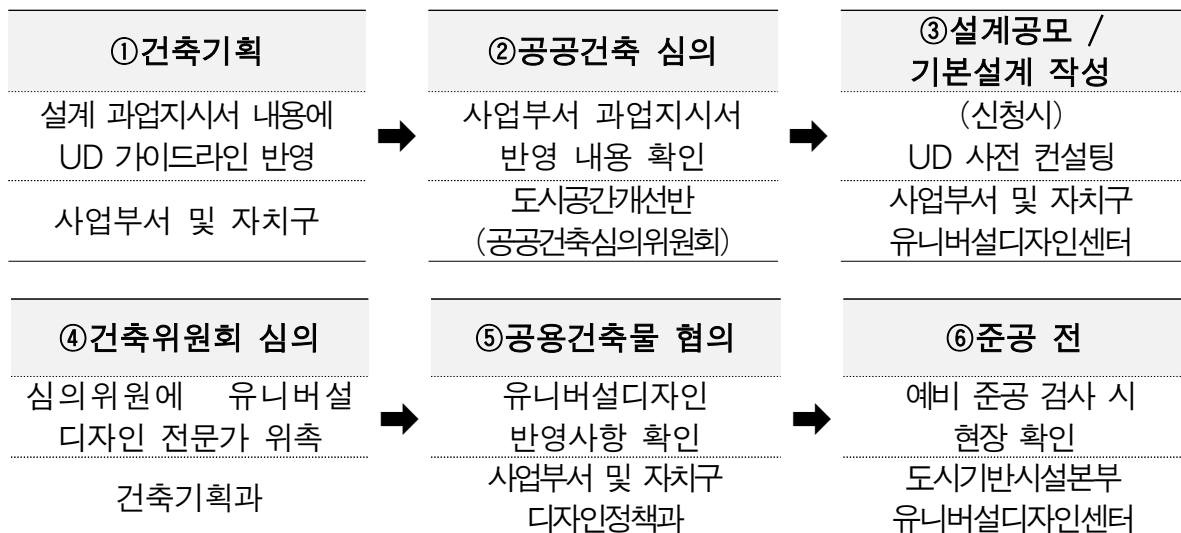 ①건축기획
설계 과업지시서 내용에
UD 가이드라인 반영
사업부서 및 자치구
②공공건축 심의
사업부서 과업지시서
반영 내용 확인
도시공간개선반
(공공건축심의위원회)
③설계공모 /
기본설계 작성
(신청시)
UD 사전 컨설팅
사업부서 및 자치구
유니버설디자인센터
④건축위원회 심의
심의위원에 유니버설
디자인 전문가 위촉
건축기획과
⑤공용건축물 협의
유니버설디자인
반영사항 확인
사업부서 및 자치구
디자인정책과
⑥준공 전
예비 준공 검사 시
현장 확인
도시기반시설본부
유니버설디자인센터